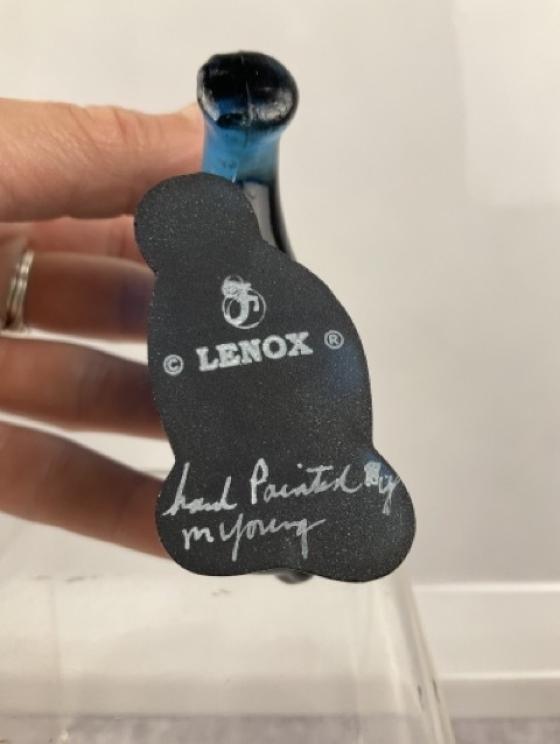 © LENOX ®
hand Painted By
m Young